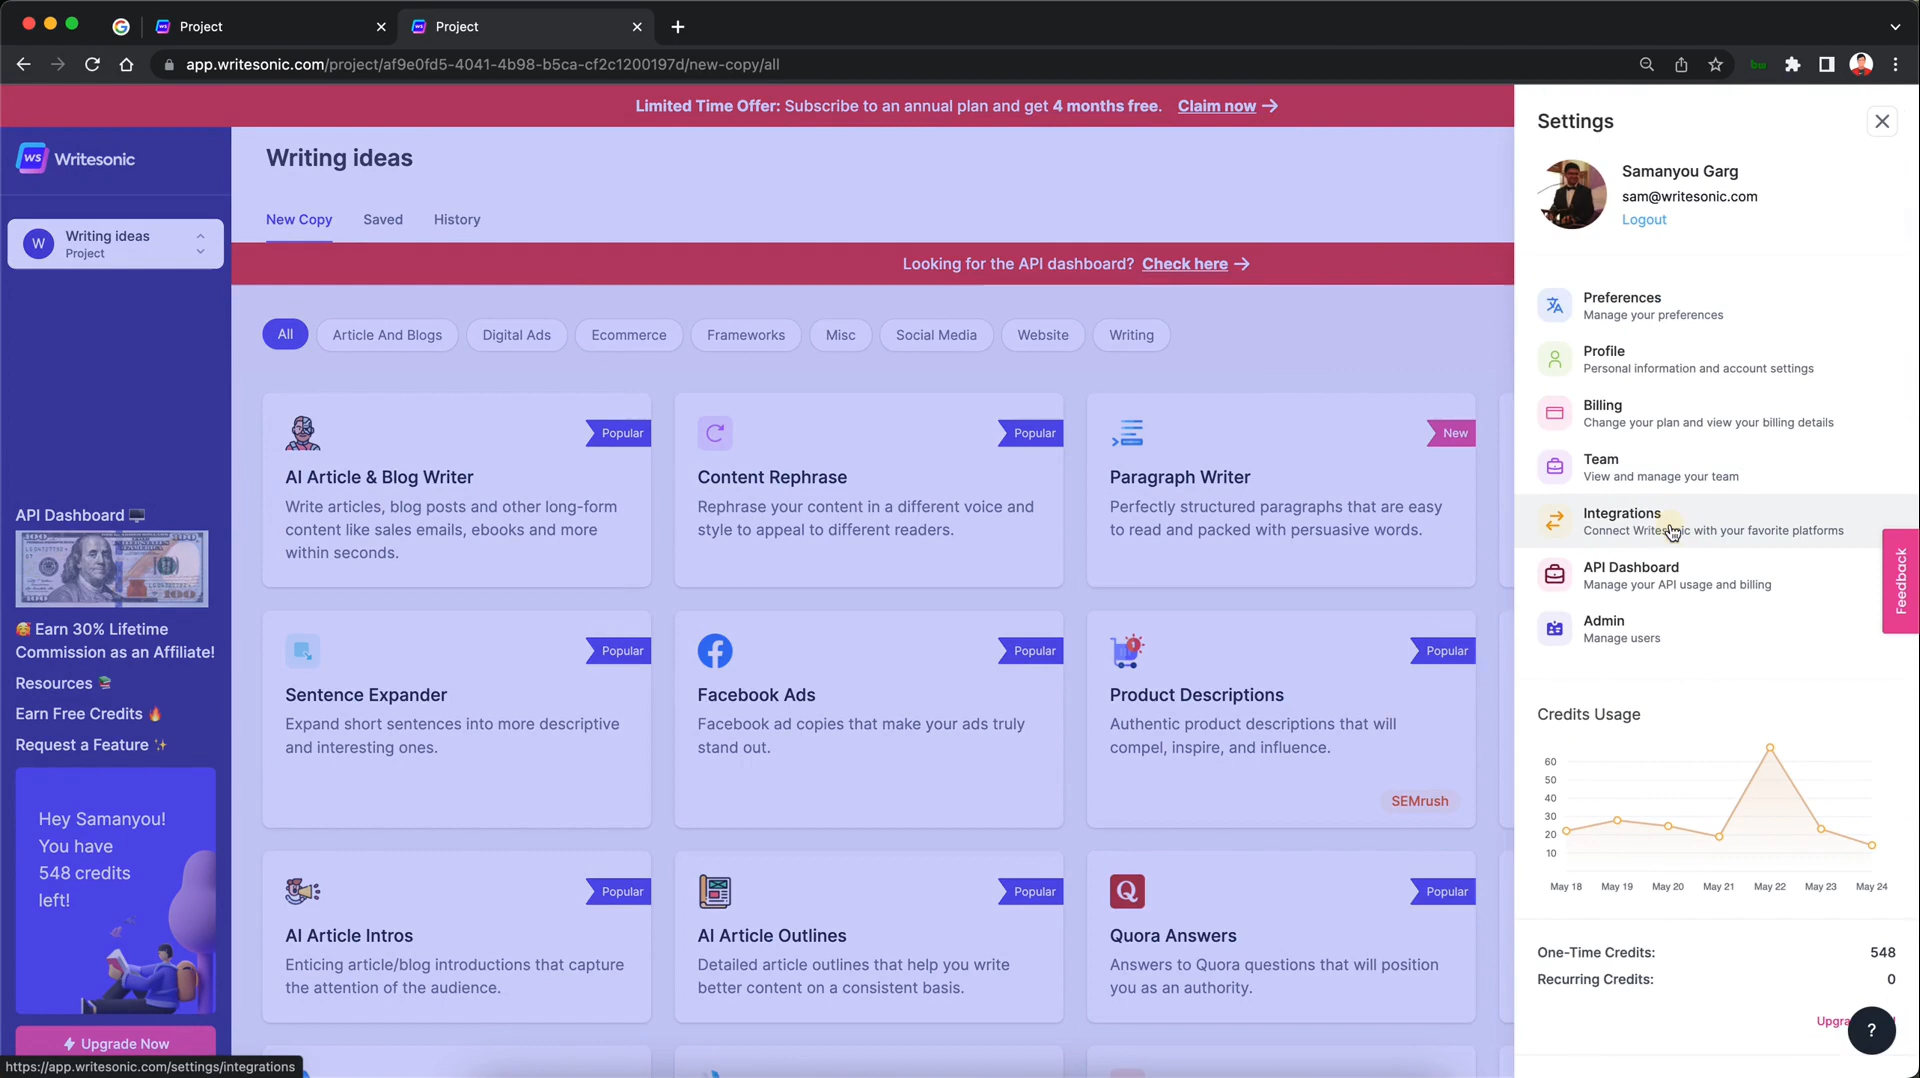 Project
Project
app.writesonic.com/project/af9e0fd5-4041-4b98-b5ca-cf2c1200197d/new-copy/all
Limited Time Offer: Subscribe to an annual plan and get 4 months free. Claim now →
WS Writesonic
W
Writing ideas
Project
API Dashboard
🥰 Earn 30% Lifetime
Commission as an Affiliate!
Resources 📚
Earn Free Credits 🔥
Request a Feature ✨
Hey Samanyou!
You have
548 credits
left!
Upgrade Now
https://app.writesonic.com/settings/integrations
Writing ideas
New Copy Saved History
Looking for the API dashboard? Check here →
All Article And Blogs Digital Ads Ecommerce Frameworks Misc Social Media Website Writing
Popular
AI Article & Blog Writer
Write articles, blog posts and other long-form
content like sales emails, ebooks and more
within seconds.
Popular
Content Rephrase
Rephrase your content in a different voice and
style to appeal to different readers.
New
Paragraph Writer
Perfectly structured paragraphs that are easy
to read and packed with persuasive words.
Popular
Sentence Expander
Expand short sentences into more descriptive
and interesting ones.
Popular
Facebook Ads
Facebook ad copies that make your ads truly
stand out.
Popular
Product Descriptions
Authentic product descriptions that will
compel, inspire, and influence.
SEMrush
Popular
AI Article Intros
Enticing article/blog introductions that capture
the attention of the audience.
Popular
AI Article Outlines
Detailed article outlines that help you write
better content on a consistent basis.
Q
Popular
Quora Answers
Answers to Quora questions that will position
you as an authority.
Settings
Samanyou Garg
sam@writesonic.com
Logout
Preferences
Manage your preferences
Profile
Personal information and account settings
Billing
Change your plan and view your billing details
Team
View and manage your team
Integrations
Connect Writesonic with your favorite platforms
API Dashboard
Manage your API usage and billing
Admin
Manage users
Feedback
Credits Usage
60
50
40
30
20
10
May 18 May 19 May 20 May 21 May 22 May 23 May 24
One-Time Credits: 548
Recurring Credits: 0
?